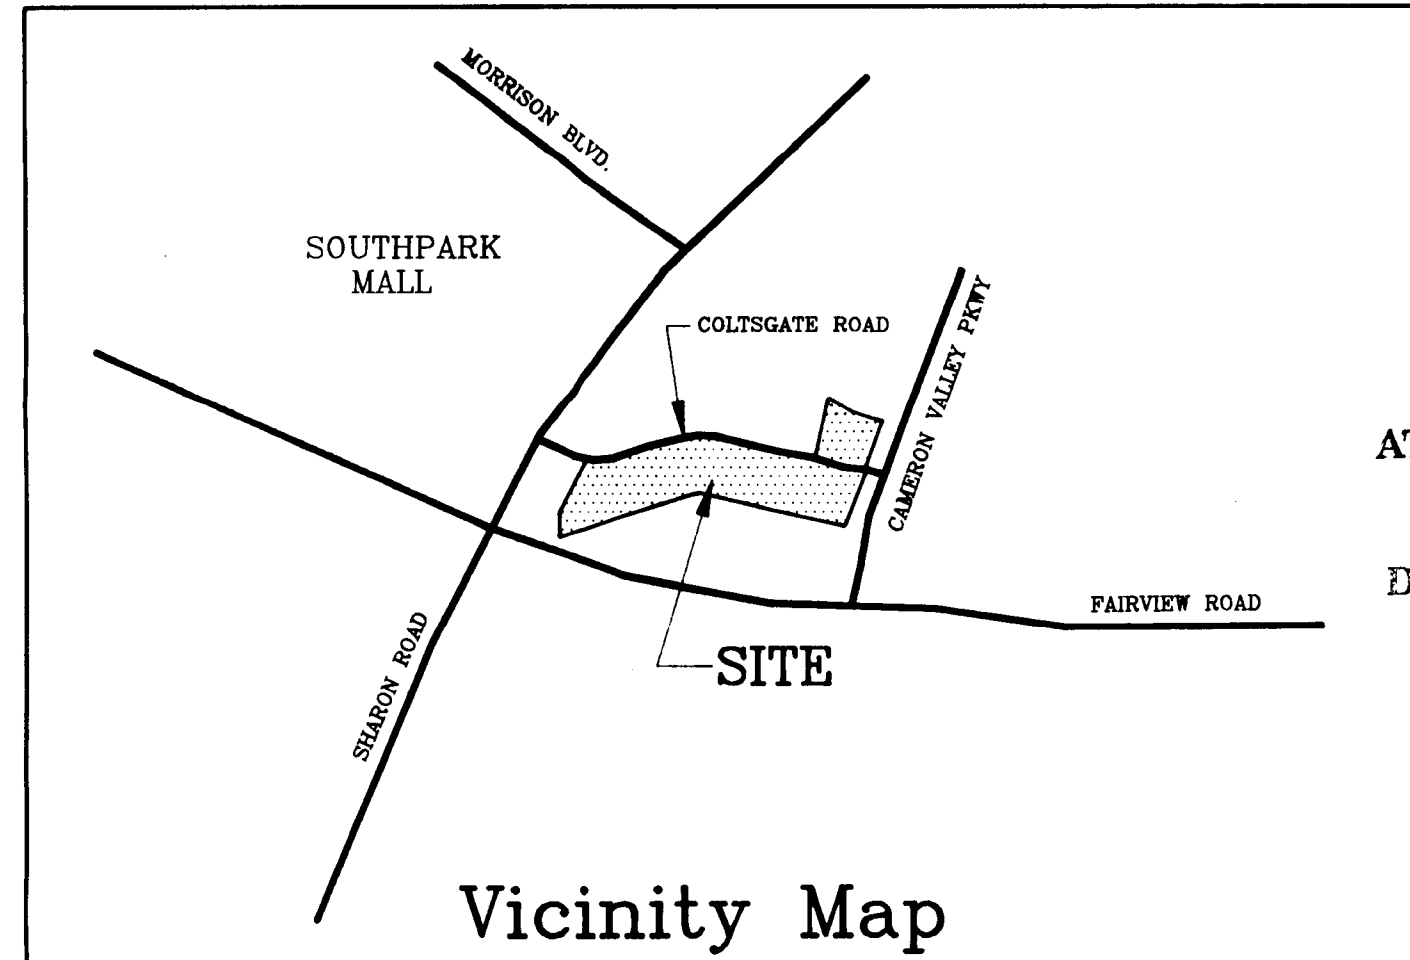 MORRISON BLVD.
SOUTHPARK
MALL
COLTSGATE ROAD
CAMERON VALLEY PKWY
FAIRVIEW ROAD
SITE
SHARON ROAD
Vicinity Map